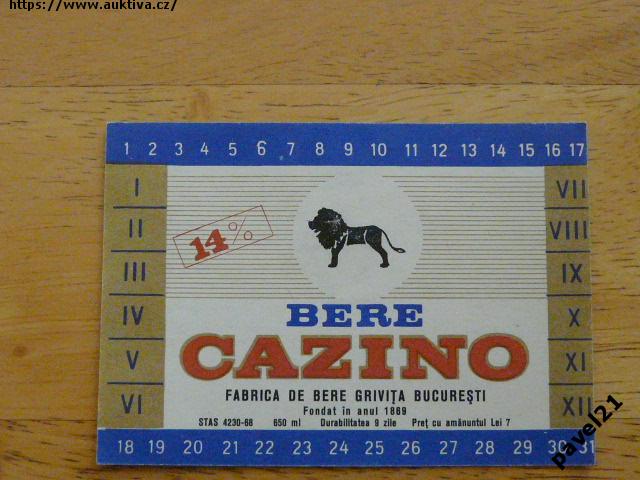 https://www.auktiva.cz/
1 2 3 4 5 6 7 8 9 10 11 12 13 14 15 16 17
I VII
II VIII
14%
III IX
IV BERE X
V CAZINO XI
FABRICA DE BERE GRIVIȚA BUCUREȘTI
VI Fondat în anul 1869 XII
STAS 4230-68 650 ml Durabilitatea 9 zile Preț cu amănuntul Lei 7
18 19 20 21 22 23 24 25 26 27 28 29 30 31
pavel21